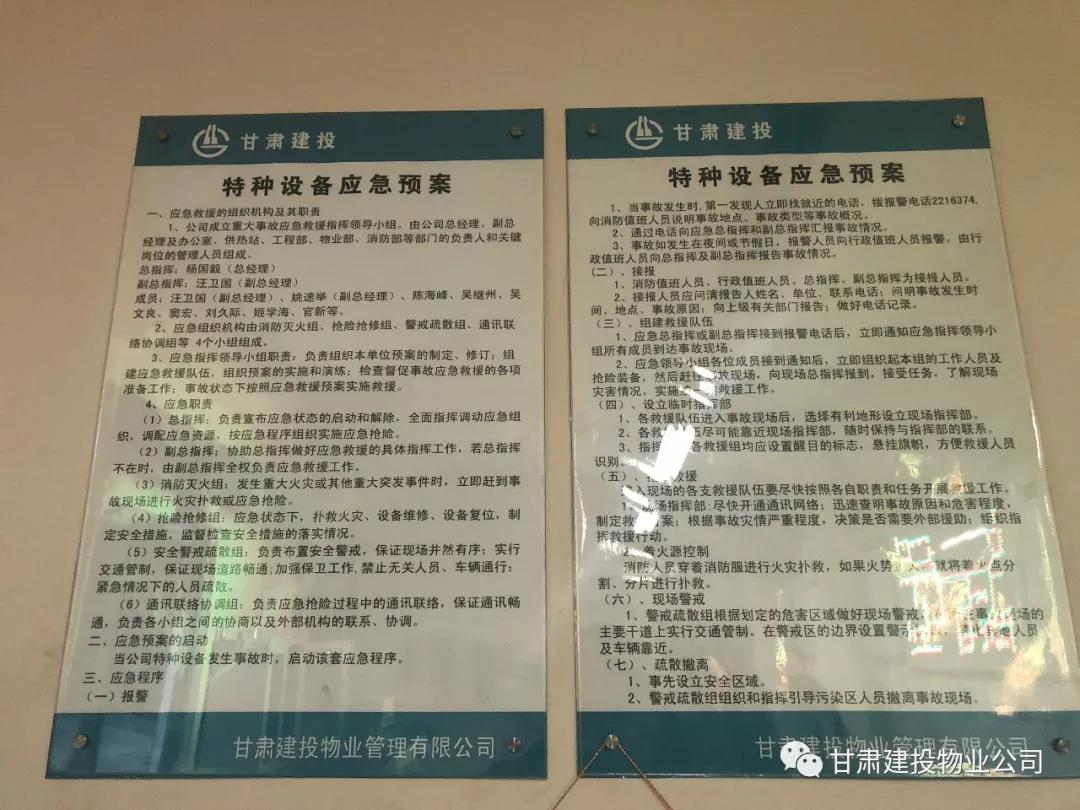 甘肃建投
特种设备应急预案
一、应急救援的组织机构及其职责
1、公司成立重大事故应急救援指挥领导小组。由公司总经理、副总
经理及办公室，供热站、工程部、物业部、消防部等部门的负责人和关键
岗位的管理人员组成。
总指挥：杨国毅（总经理）
副总指挥：汪卫国（副总经理）
成员：汪卫国（副总经理）、姚速举（副总经理）、陈海峰、吴继州、吴
文良、窦宏、刘久际、姬学海、官新等。
2、应急组织机构由消防灭火组、抢险抢修组、警戒疏散组、通讯联
络协调组等 4个小组组成。
3、应急指挥领导小组职责：负责组织本单位预案的制定、修订；组
建应急救援队伍，组织预案的实施和演练；检查督促事故应急救援的各项
准备工作；事故状态下按照应急救援预案实施救援。
4、应急职责
（1）总指挥：负责宣布应急状态的启动和解除，全面指挥调动应急组
织，调配应急资源，按应急程序组织实施应急抢险。
（2）副总指挥：协助总指挥做好应急救援的具体指挥工作，若总指挥
不在时，由副总指挥全权负责应急救援工作。
（3）消防灭火组：发生重大火灾或其他重大突发事件时，立即赶到事
故现场进行火灾扑救或应急抢险。
（4）抢险抢修组：应急状态下，扑救火灾、设备维修、设备复位，制
定安全措施，监督检查安全措施的落实情况。
（5）安全警戒疏散组：负责布置安全警戒，保证现场井然有序；实行
交通管制，保证现场道路畅通;加强保卫工作,禁止无关人员、车辆通行；
紧急情况下的人员疏散。
（6）通讯联络协调组：负责应急抢险过程中的通讯联络，保证通讯畅
通，负责各小组之间的协商以及外部机构的联系、协调。
二、应急预案的启动
当公司特种设备发生事故时，启动该套应急程序。
三、应急程序
（一）报警
甘肃建投物业管理有限公司
甘肃建投
特种设备应急预案
1、当事故发生时,第一发现人立即找就近的电话，拨报警电话2216374,
向消防值班人员说明事故地点、事故类型等事故概况。
2、通过电话向应急总指挥和副总指挥汇报事故情况。
3、事故如发生在夜间或节假日，报警人员向行政值班人员报警，由行
政值班人员向总指挥及副总指挥报告事故情况。
（二）、接报
1、消防值班人员、行政值班人员、总指挥、副总指挥为接报人员。
2、接报人员应问清报告人姓名、单位、联系电话；问明事故发生时
间、地点、事故原因；向上级有关部门报告；做好电话记录。
（三）、组建救援队伍
1、应急总指挥或副总指挥接到报警电话后，立即通知应急指挥领导小
组所有成员到达事故现场。
2、应急领导小组各位成员接到通知后，立即组织起本组的工作人员及
抢险装备，然后赶往事故现场。向现场总指挥报到，接受任务，了解现场
灾害情况，实施 救援工作。
（四）、设立临时指挥部
1、各救援队伍进入事故现场后，选择有利地形设立现场指挥部。
2、各救 尽可能靠近现场指挥部，随时保持与指挥部的联系。
3、指挥 各救援组均应设置醒目的标志，悬挂旗帜，方便救援人员
识别。
（五）、 救援
进入现场的各支救援队伍要尽快按照各自职责和任务开展救援工作。
1、现场指挥部:尽快开通通讯网络；迅速查明事故原因和危害程度，
制定救 案；根据事故灾情严重程度，决策是否需要外部援助；组织指
挥救援行动。
2、着火源控制
消防人员穿着消防服进行火灾扑救，如果火势 就将着火点分
割、分片进行扑救。
（六）、现场警戒
1、警戒疏散组根据划定的危害区域做好现场警戒， 在事故现场的
主要干道上实行交通管制。在警戒区的边界设置警示 人员
及车辆靠近。
（七）、疏散撤离
1、事先设立安全区域。
2、警戒疏散组组织和指挥引导污染区人员撤离事故现场。
甘肃建投物业管理有限公司
甘肃建投物业公司